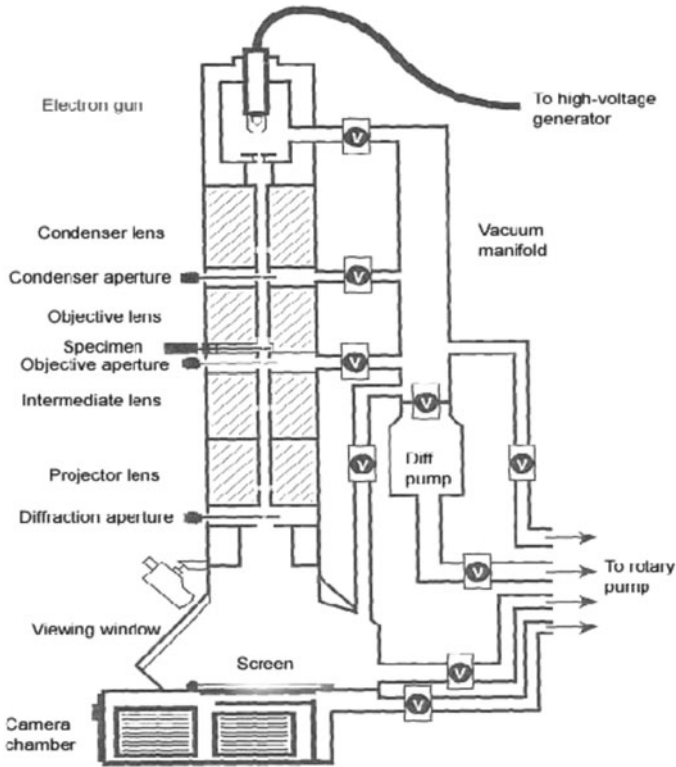 Electron gun
To high-voltage
generator
V
Vacuum
manifold
Condenser lens
Condenser aperture
V
Objective lens
Specimen
Objective aperture
V
Intermediate lens
V
V
Diff
pump
V
Projector lens
Diffraction aperture
V
To rotary
pump
Viewing window
Screen
V
V
Camera
chamber